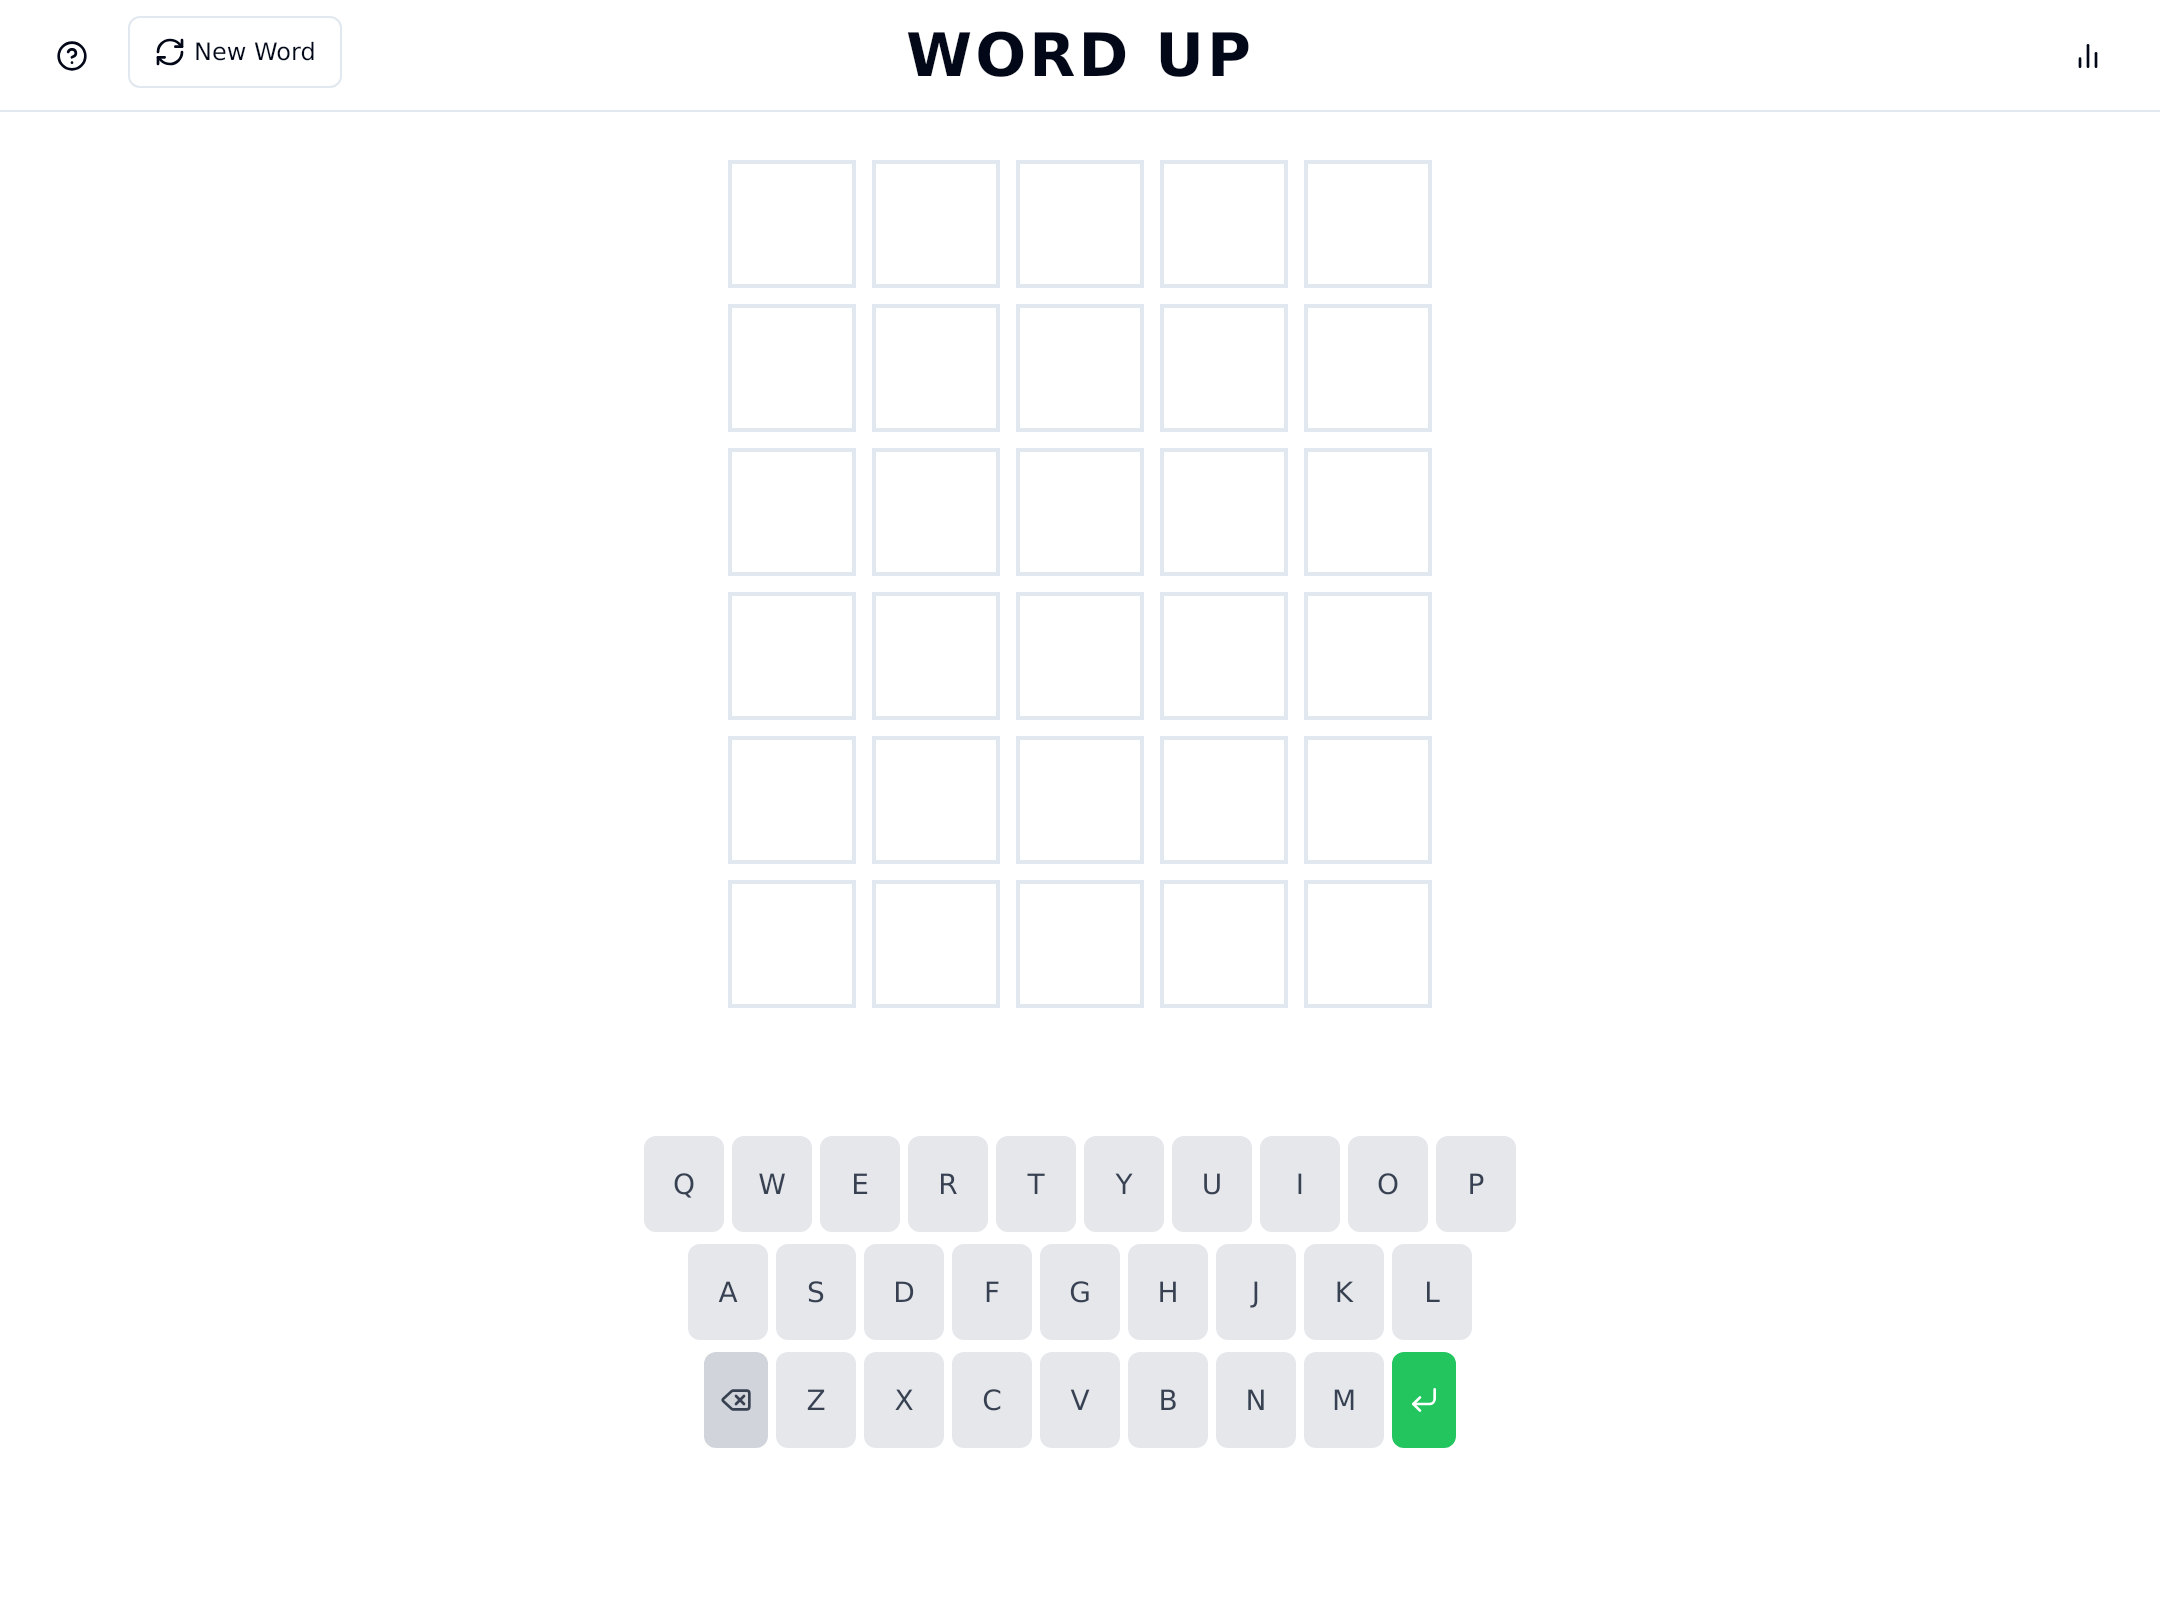 New Word
WORD UP
Q W E R T Y U I O P
A S D F G H J K L
Z X C V B N M